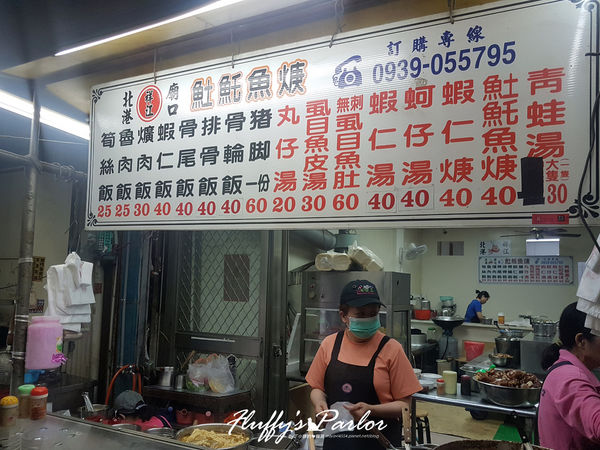 訂購專線
0939-055795
北港
祥江
廟口
魠魠魚焿
筍絲飯 25
魯肉飯 25
爌肉飯 30
蝦仁飯 40
骨尾飯 40
排骨飯 40
骨輪飯 40
豬腳一份 60
丸仔湯 20
虱目魚皮湯 30
無刺虱目魚肚 60
蝦仁湯 40
蚵仔湯 40
蝦仁焿 40
魠魚焿 50
青蛙湯 大隻 二隻 30
Fluffy's Parlor